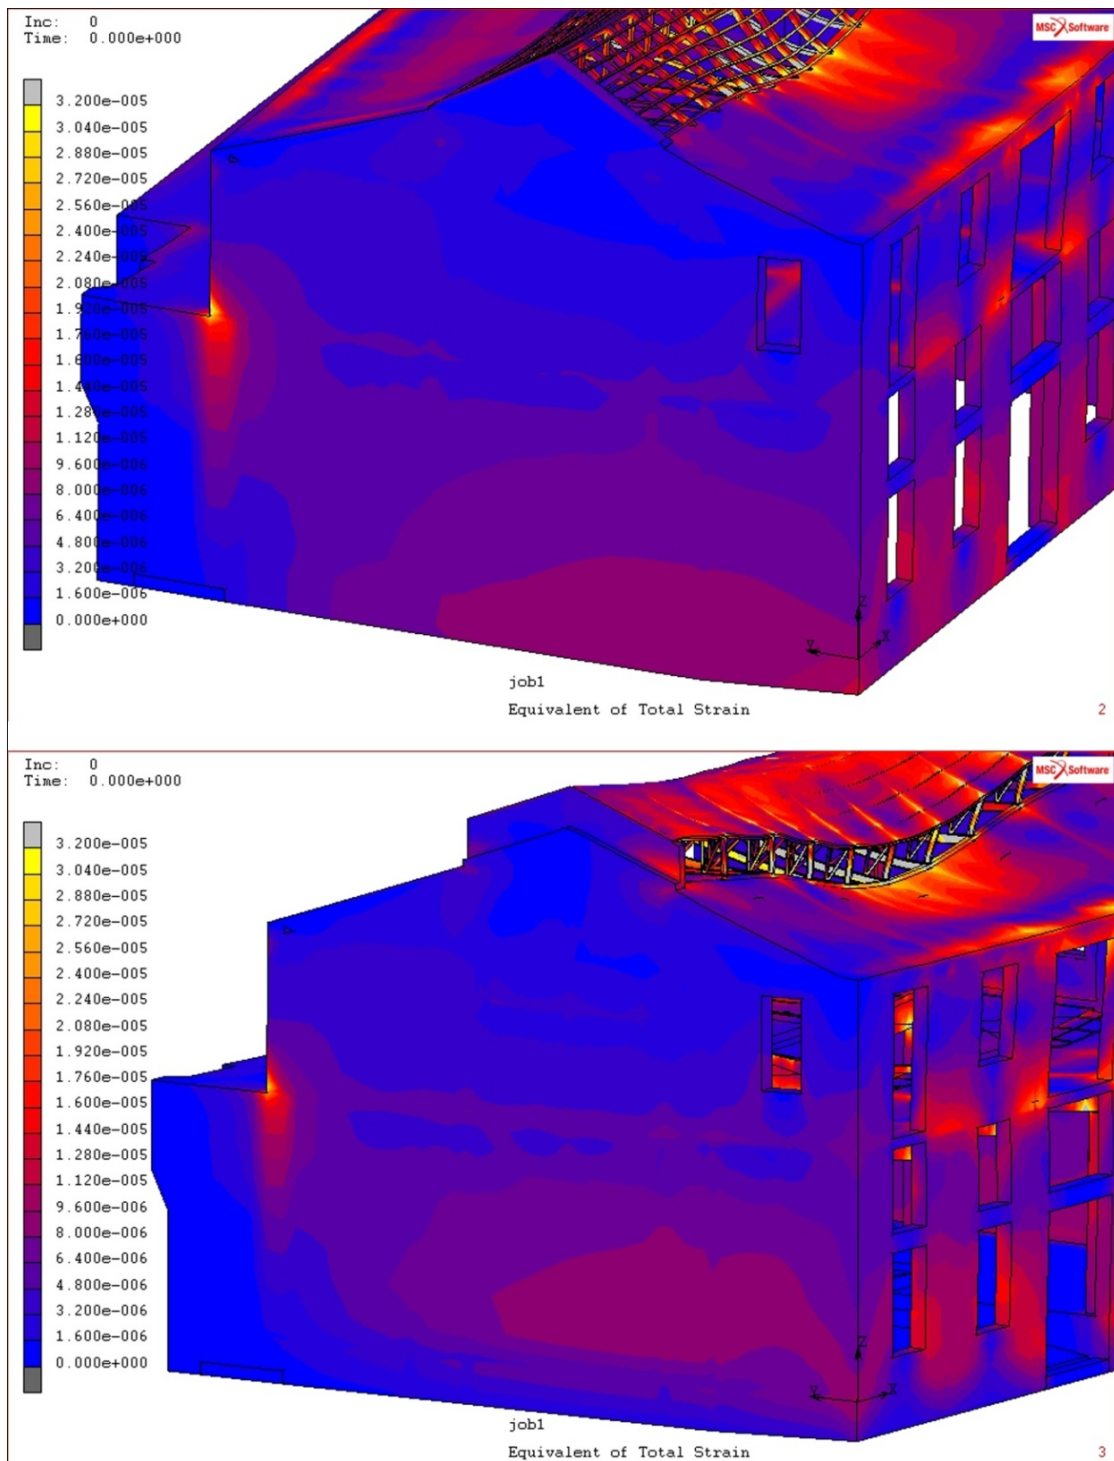 Inc: 0
Time: 0.000e+000
MSC Software
3.200e-005
3.040e-005
2.880e-005
2.720e-005
2.560e-005
2.400e-005
2.240e-005
2.080e-005
1.920e-005
1.760e-005
1.600e-005
1.440e-005
1.280e-005
1.120e-005
9.600e-006
8.000e-006
6.400e-006
4.800e-006
3.200e-006
1.600e-006
0.000e+000
Z
Y
X
job1
Equivalent of Total Strain
2
Inc: 0
Time: 0.000e+000
MSC Software
3.200e-005
3.040e-005
2.880e-005
2.720e-005
2.560e-005
2.400e-005
2.240e-005
2.080e-005
1.920e-005
1.760e-005
1.600e-005
1.440e-005
1.280e-005
1.120e-005
9.600e-006
8.000e-006
6.400e-006
4.800e-006
3.200e-006
1.600e-006
0.000e+000
Z
Y
X
job1
Equivalent of Total Strain
3